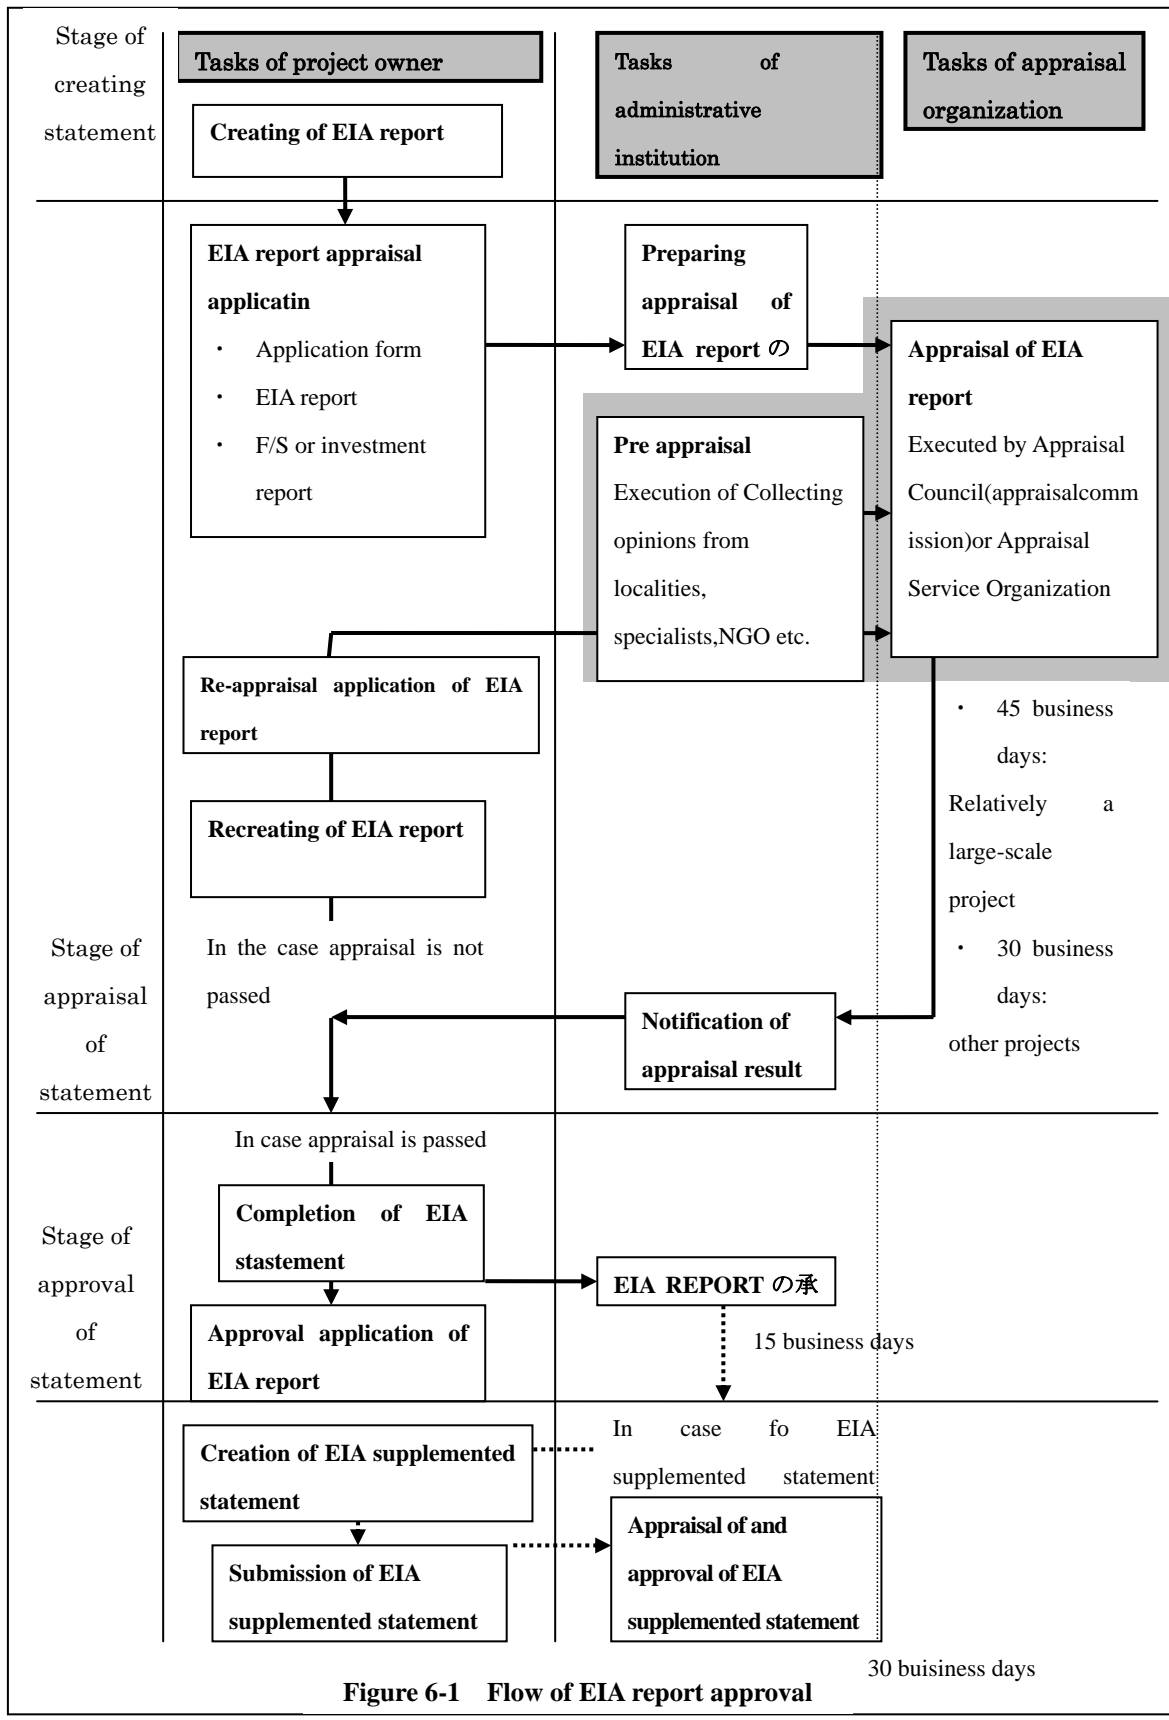 Stage of
creating
statement
Tasks of project owner
Tasks of
administrative
institution
Tasks of appraisal
organization
Creating of EIA report
EIA report appraisal
applicatin
・ Application form
・ EIA report
・ F/S or investment
report
Preparing
appraisal of
EIA report の
Appraisal of EIA
report
Executed by Appraisal
Council(appraisalcomm
ission)or Appraisal
Service Organization
Pre appraisal
Execution of Collecting
opinions from
localities,
specialists,NGO etc.
Re-appraisal application of EIA
report
Recreating of EIA report
・ 45 business
days:
Relatively a
large-scale
project
・ 30 business
days:
other projects
Stage of
appraisal
of
statement
In the case appraisal is not
passed
Notification of
appraisal result
In case appraisal is passed
Stage of
approval
of
statement
Completion of EIA
stastement
EIA REPORT の承
Approval application of
EIA report
15 business days
Creation of EIA supplemented
statement
In case fo EIA
supplemented statement
Submission of EIA
supplemented statement
Appraisal of and
approval of EIA
supplemented statement
30 buisiness days
Figure 6-1 Flow of EIA report approval